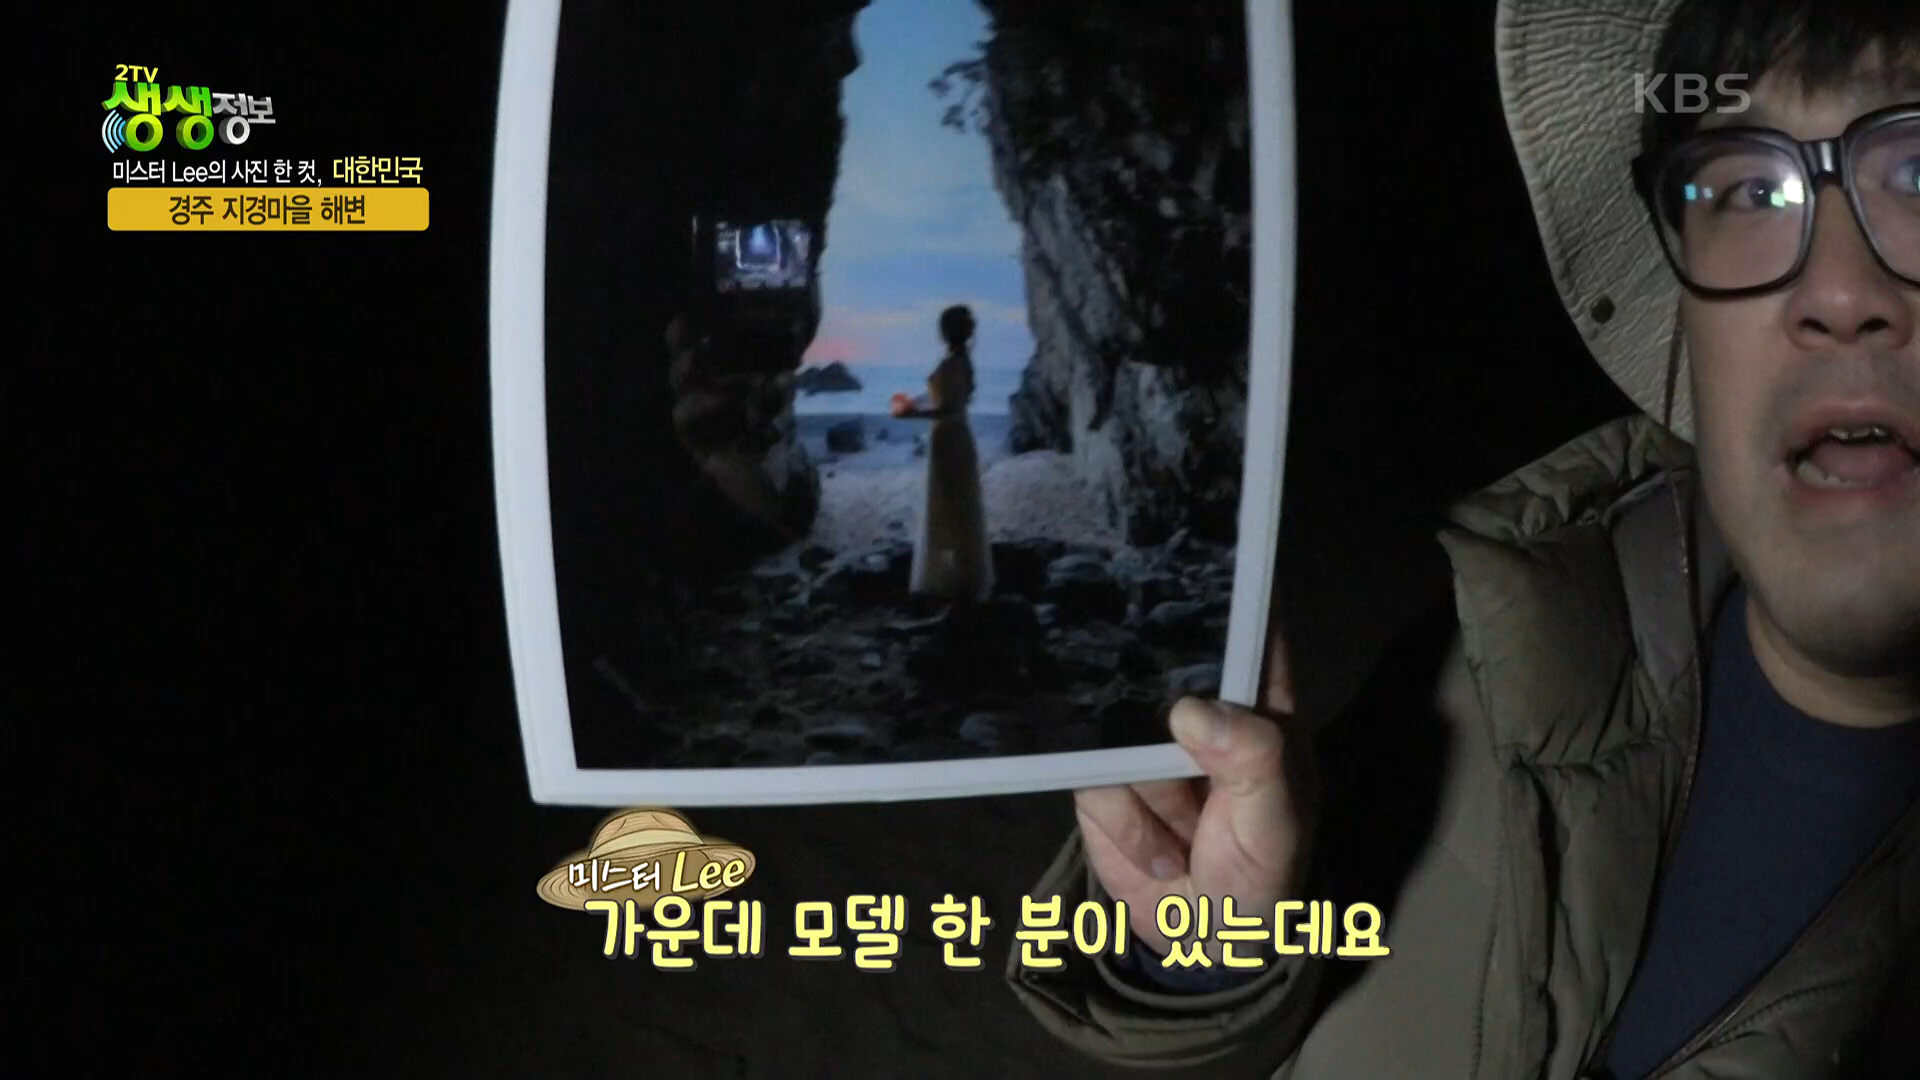 2TV
생생정보
KBS
미스터 Lee의 사진 한 컷, 대한민국
경주 지경마을 해변
미스터 Lee
가운데 모델 한 분이 있는데요